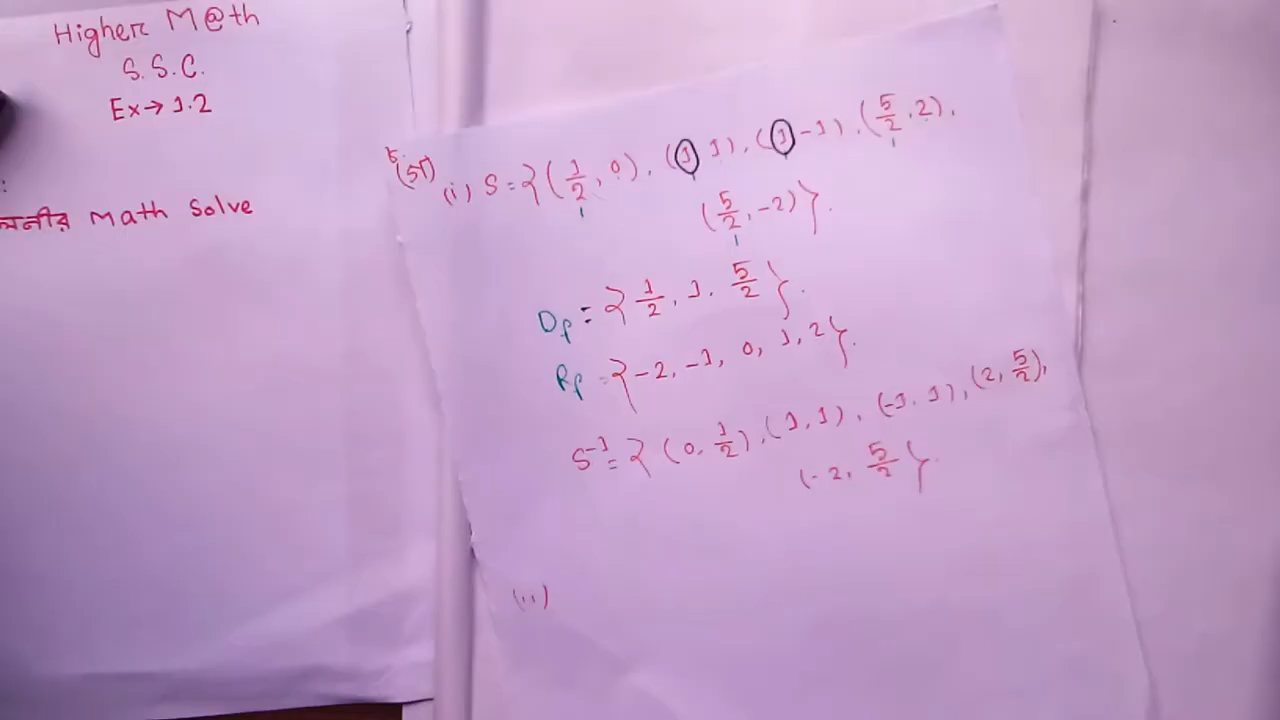 Higher M@th
S.S.C.
Ex→1.2
Math Solve
(i) S = {(1/2, 0), (1 1), (1 -1), (5/2, 2),
(5/2, -2)}.
Df = {1/2, 1, 5/2}.
Rf = {-2, -1, 0, 1, 2}.
S⁻¹ = {(0, 1/2), (1, 1), (-1, 1), (2, 5/2),
(-2, 5/2}.
(ii)